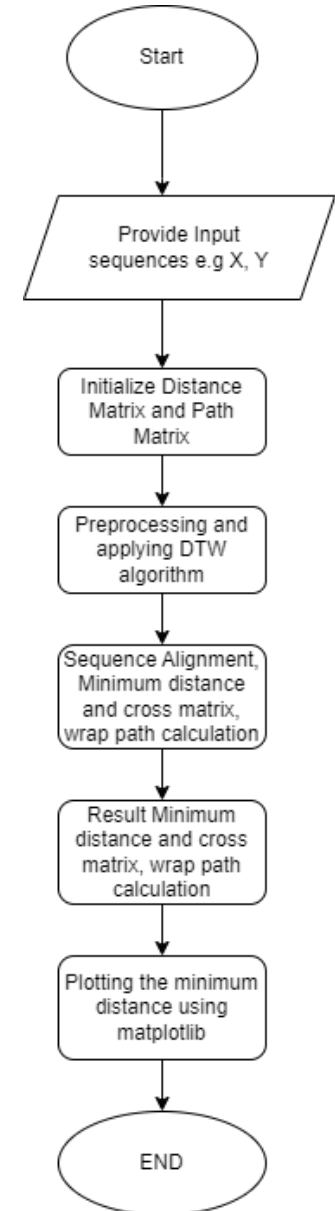 Start
Provide Input
sequences e.g X, Y
Initialize Distance
Matrix and Path
Matrix
Preprocessing and
applying DTW
algorithm
Sequence Alignment,
Minimum distance
and cross matrix,
wrap path calculation
Result Minimum
distance and cross
matrix, wrap path
calculation
Plotting the minimum
distance using
matplotlib
END